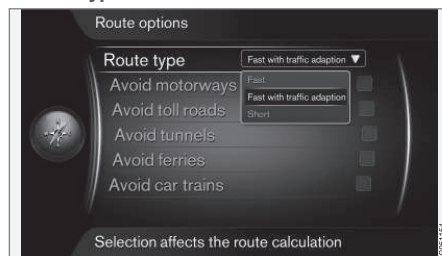 Route options
Route type
Fast with traffic adaption
Fast
Fast with traffic adaption
Short
Avoid motorways
Avoid toll roads
Avoid tunnels
Avoid ferries
Avoid car trains
Selection affects the route calculation